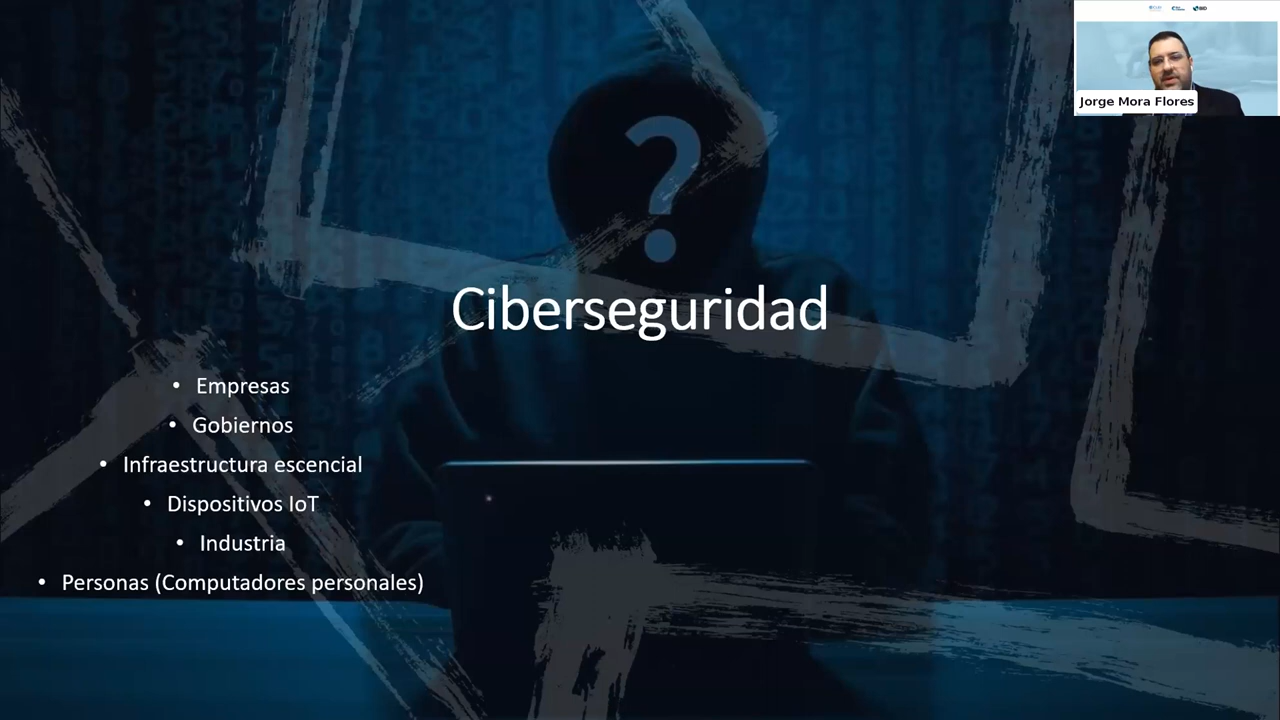 Jorge Mora Flores
?
Ciberseguridad
• Empresas
• Gobiernos
• Infraestructura escencial
• Dispositivos IoT
• Industria
• Personas (Computadores personales)